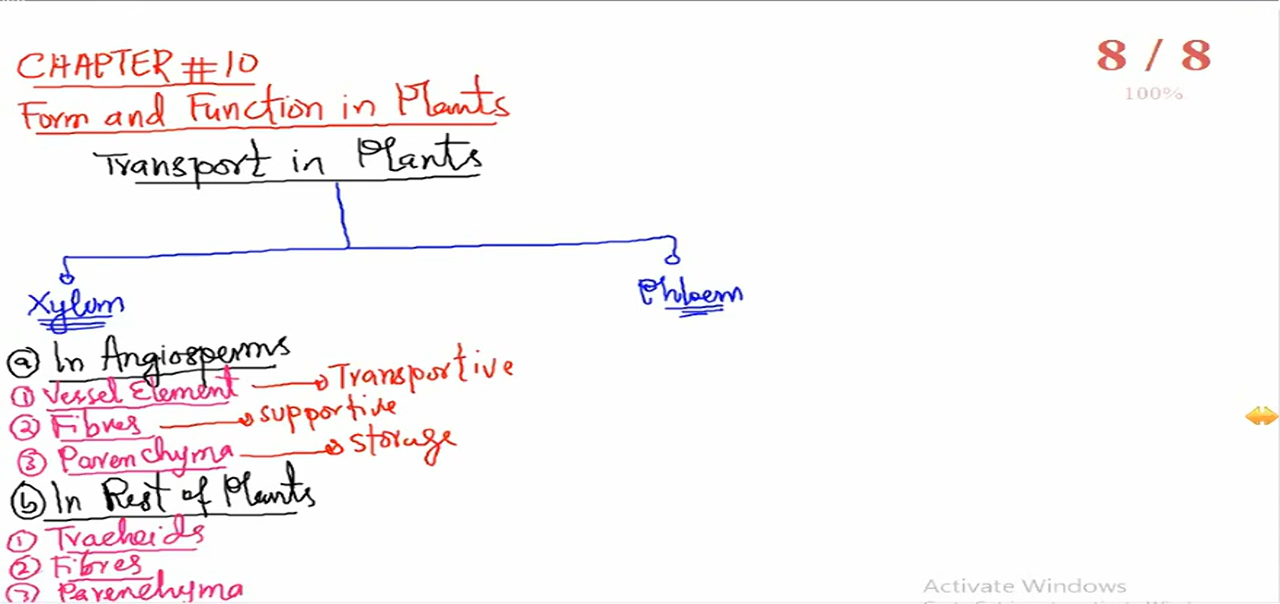 CHAPTER # 10
Form and Function in Plants
Transport in Plants
Xylem
Phloem
ⓐ In Angiosperms
① Vessel Element → Transportive
② Fibres → supportive
③ Parenchyma → storage
ⓑ In Rest of Plants
① Tracheids
② Fibres
③ Parenchyma
8 / 8
100%
Activate Windows